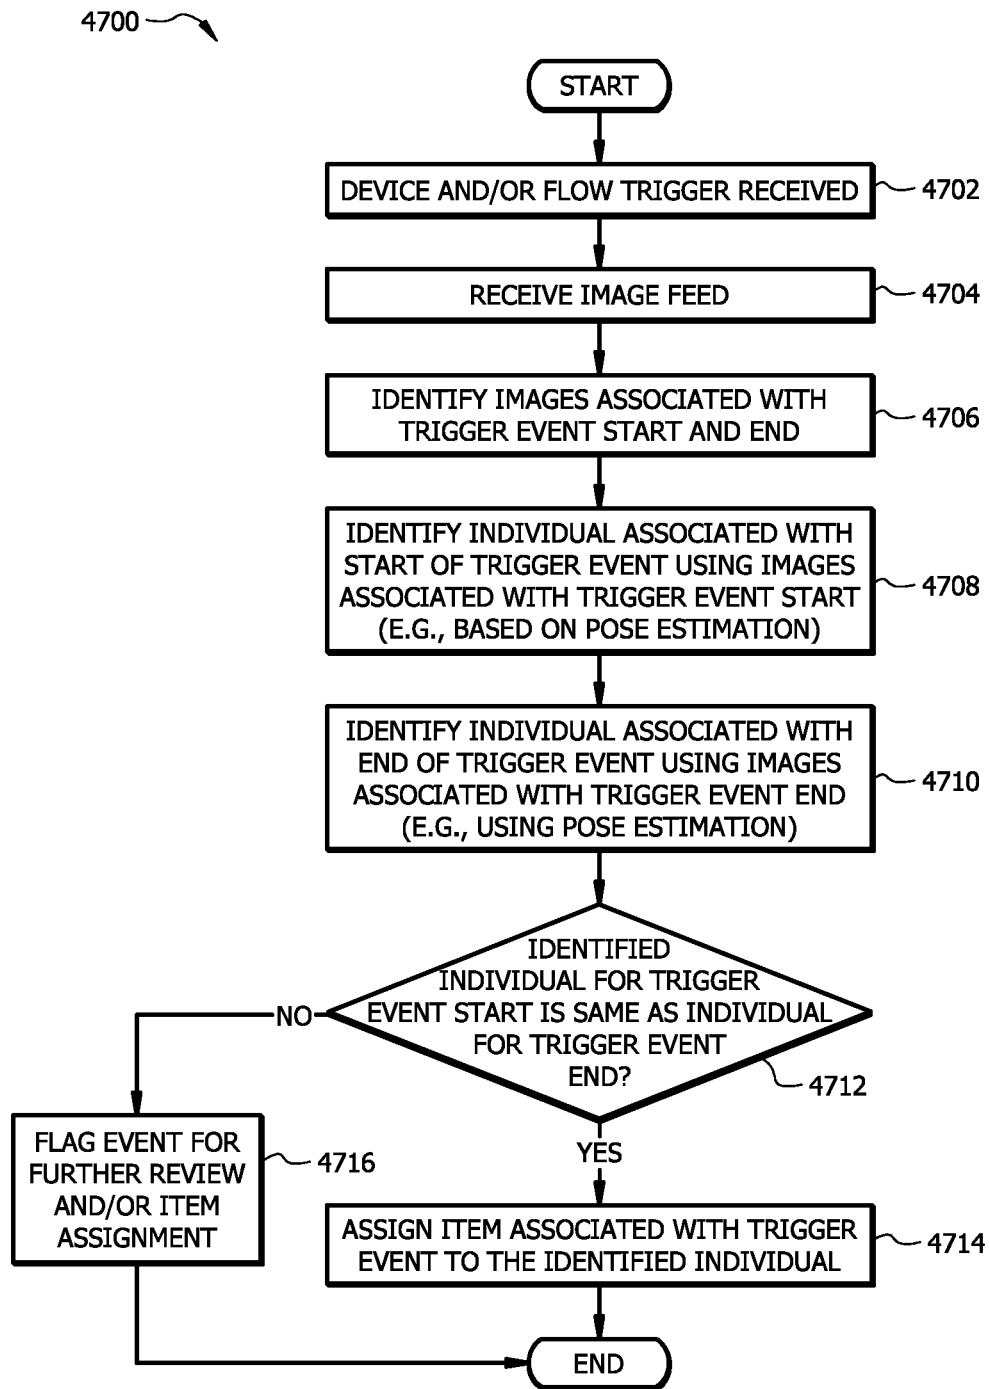 4700
START
DEVICE AND/OR FLOW TRIGGER RECEIVED
4702
RECEIVE IMAGE FEED
4704
IDENTIFY IMAGES ASSOCIATED WITH
TRIGGER EVENT START AND END
4706
IDENTIFY INDIVIDUAL ASSOCIATED WITH
START OF TRIGGER EVENT USING IMAGES
ASSOCIATED WITH TRIGGER EVENT START
(E.G., BASED ON POSE ESTIMATION)
4708
IDENTIFY INDIVIDUAL ASSOCIATED WITH
END OF TRIGGER EVENT USING IMAGES
ASSOCIATED WITH TRIGGER EVENT END
(E.G., USING POSE ESTIMATION)
4710
IDENTIFIED
INDIVIDUAL FOR TRIGGER
EVENT START IS SAME AS INDIVIDUAL
FOR TRIGGER EVENT
END?
4712
NO
YES
FLAG EVENT FOR
FURTHER REVIEW
AND/OR ITEM
ASSIGNMENT
4716
ASSIGN ITEM ASSOCIATED WITH TRIGGER
EVENT TO THE IDENTIFIED INDIVIDUAL
4714
END